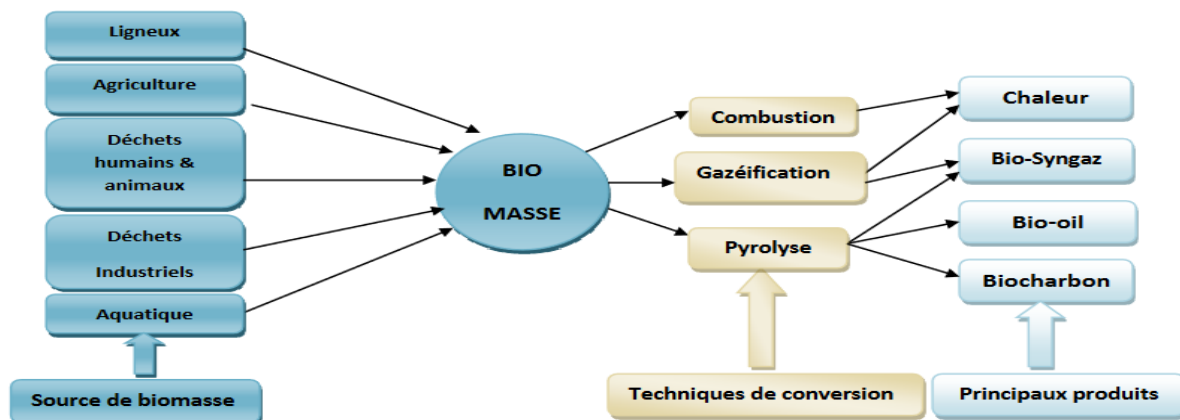 Ligneux
Agriculture
Déchets
humains &
animaux
Déchets
Industriels
Aquatique
Source de biomasse
BIO
MASSE
Combustion
Gazéification
Pyrolyse
Techniques de conversion
Chaleur
Bio-Syngaz
Bio-oil
Biocharbon
Principaux produits